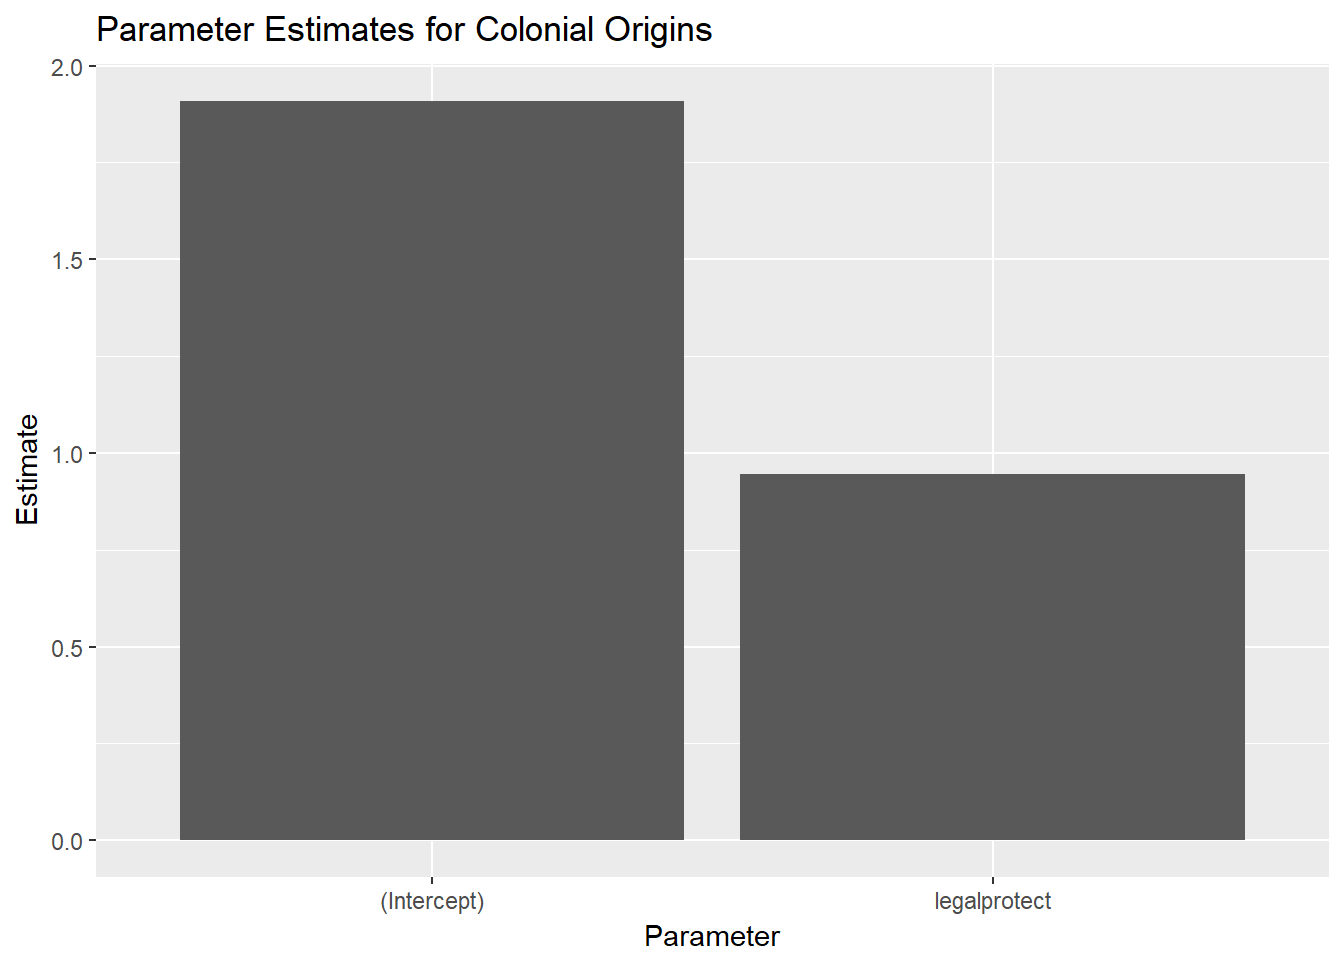 Parameter Estimates for Colonial Origins
2.0
1.5
1.0
0.5
0.0
Estimate
(Intercept)
legalprotect
Parameter